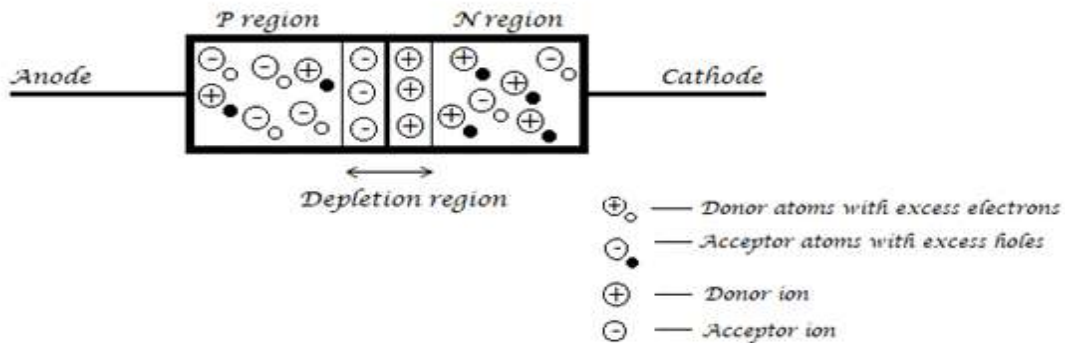 P region
N region
Anode
Cathode
Depletion region
Donor atoms with excess electrons
Acceptor atoms with excess holes
Donor ion
Acceptor ion